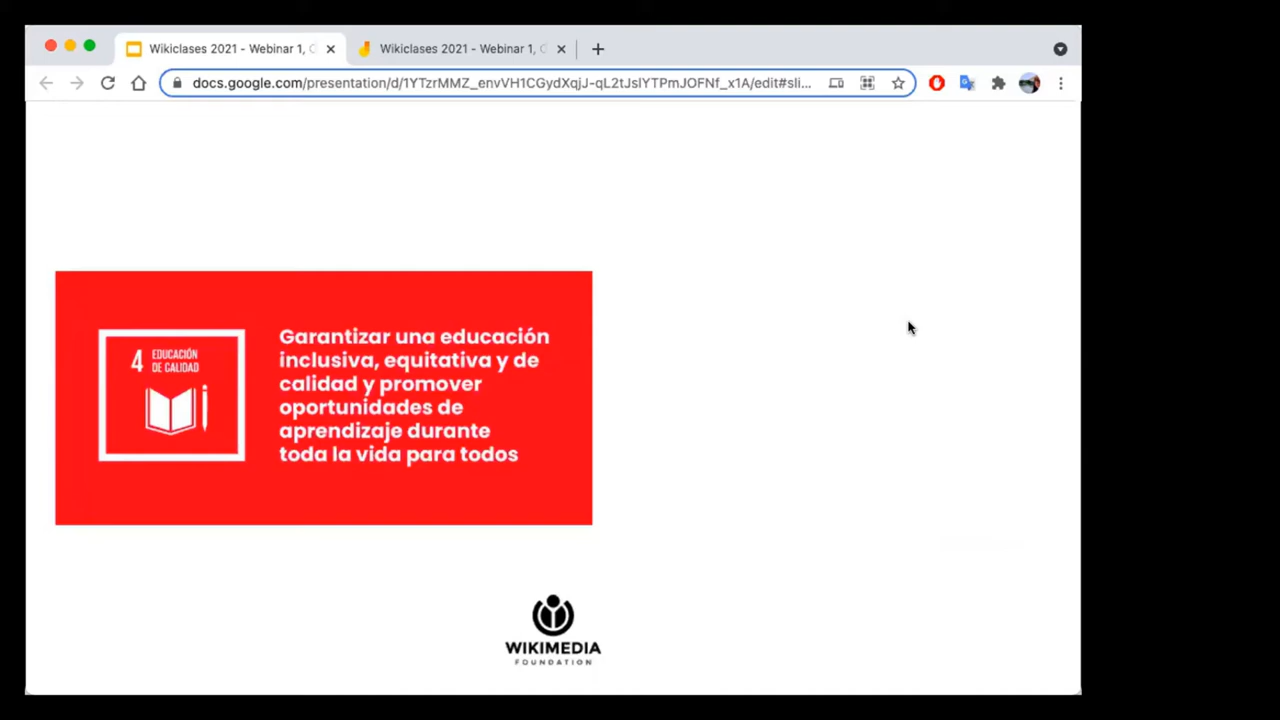 Wikiclases 2021 - Webinar 1, C
Wikiclases 2021 - Webinar 1, C
docs.google.com/presentation/d/1YTzrMMZ_envVH1CGydXqjJ-qL2tJsIYTPmJOFNf_x1A/edit#sli...
4 EDUCACIÓN
DE CALIDAD
Garantizar una educación
inclusiva, equitativa y de
calidad y promover
oportunidades de
aprendizaje durante
toda la vida para todos
WIKIMEDIA
FOUNDATION